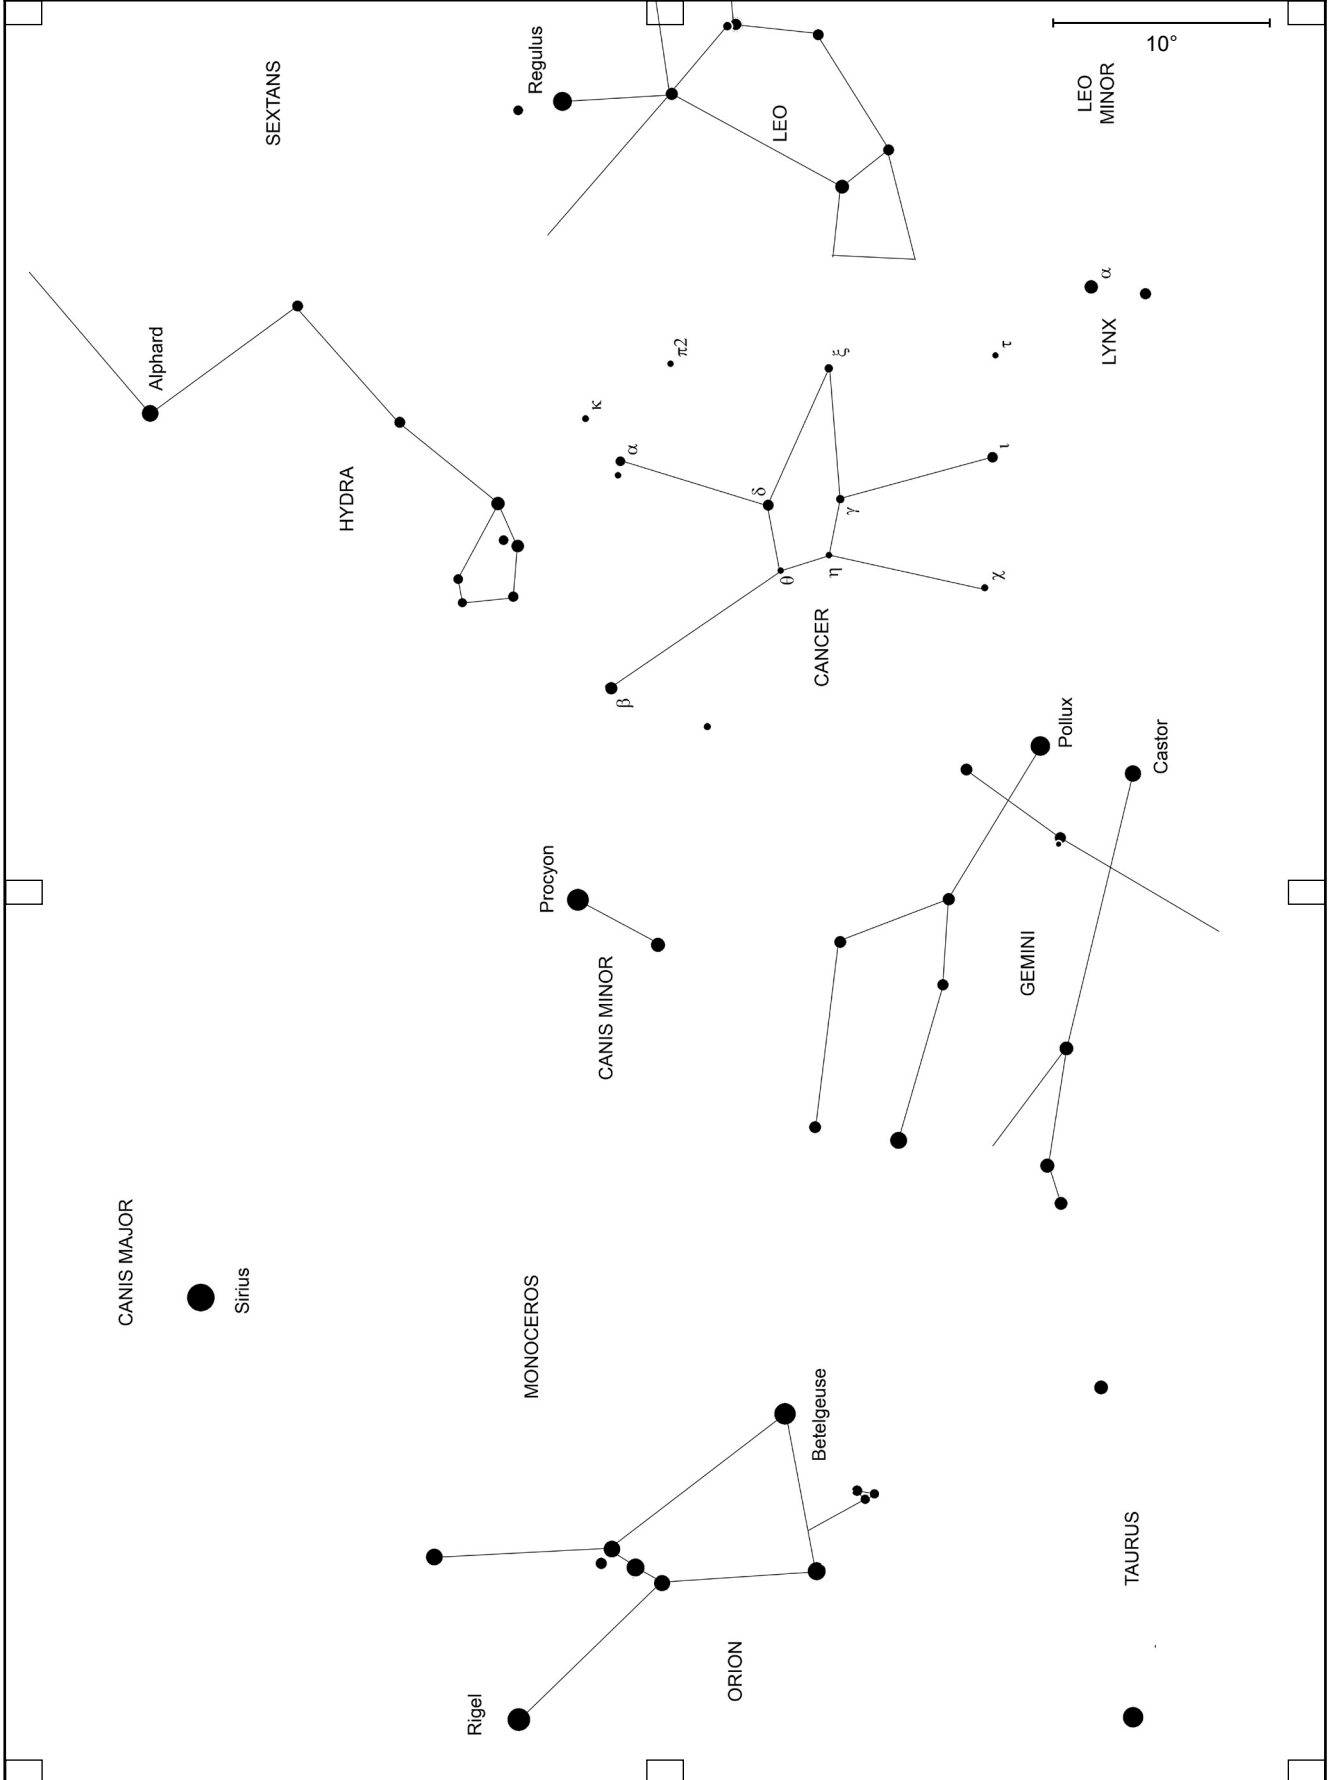 SEXTANS
Regulus
LEO
10°
LEO
MINOR
Alphard
HYDRA
κ
π2
α
ξ
δ
γ
τ
ι
θ
η
χ
β
CANCER
α
LYNX
Pollux
Castor
Procyon
CANIS MINOR
GEMINI
CANIS MAJOR
Sirius
MONOCEROS
Betelgeuse
Rigel
ORION
TAURUS